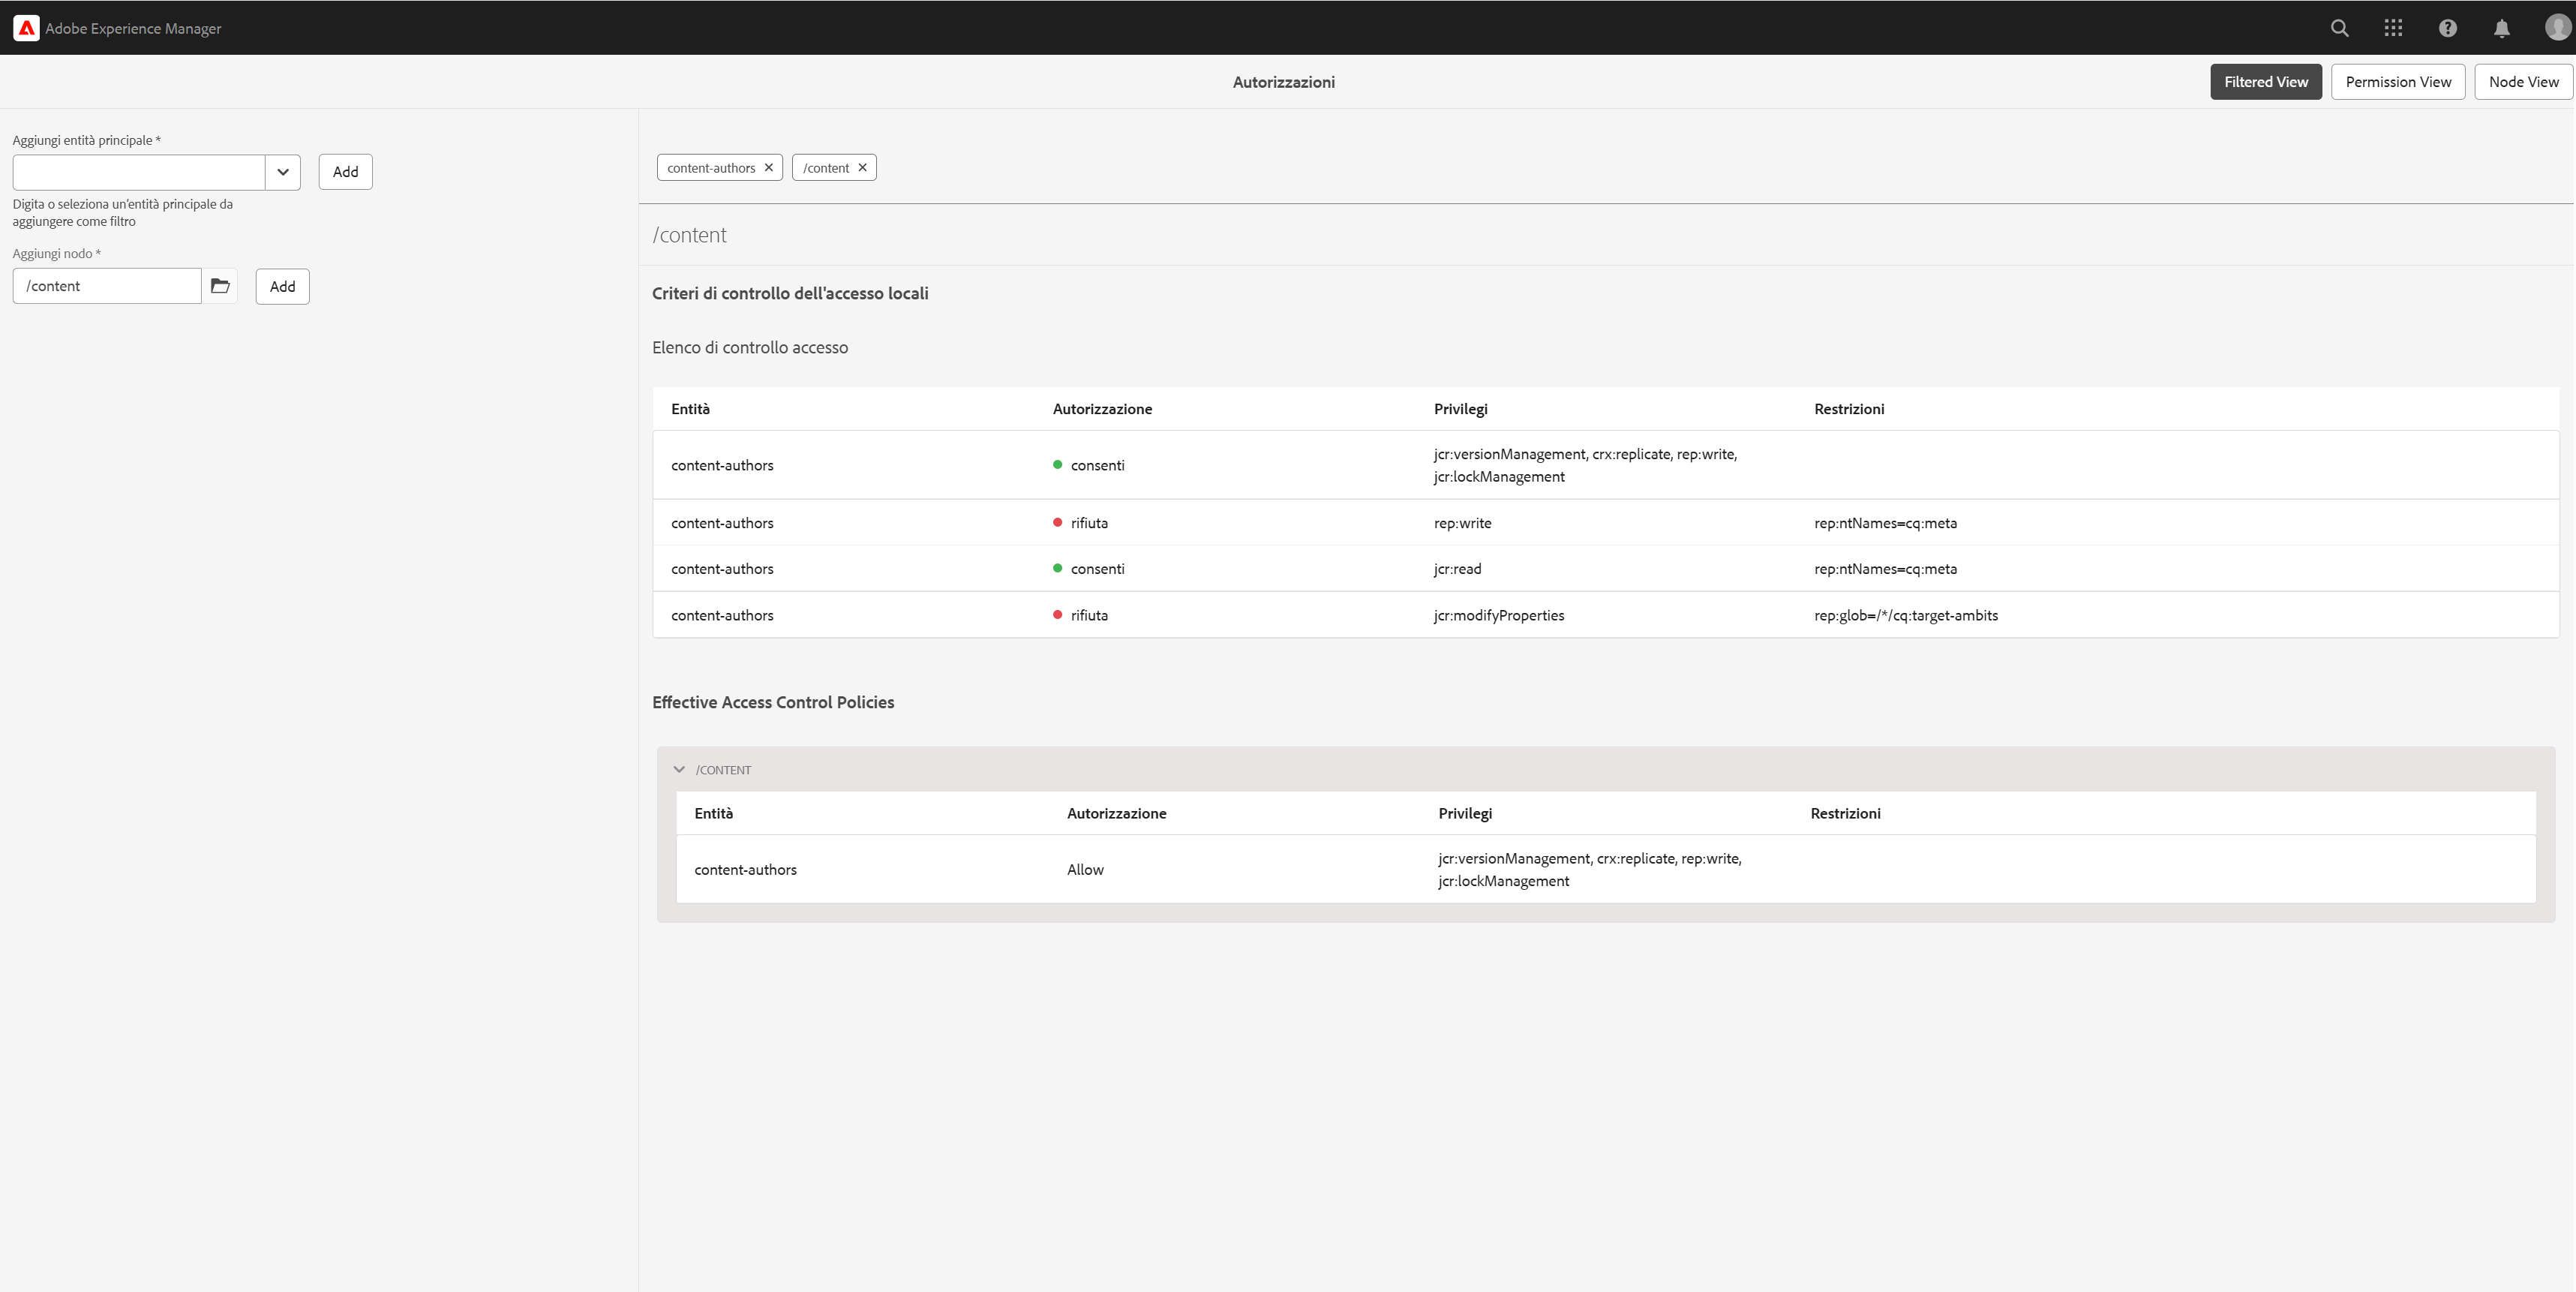 Adobe Experience Manager
Autorizzazioni
Filtered View
Permission View
Node View
Aggiungi entità principale *
Add
Digita o seleziona un'entità principale da
aggiungere come filtro
Aggiungi nodo *
/content
Add
content-authors
/content
/content
Criteri di controllo dell'accesso locali
Elenco di controllo accesso
Entità Autorizzazione Privilegi Restrizioni
content-authors consenti jcr:versionManagement, crx:replicate, rep:write,
jcr:lockManagement
content-authors rifiuta rep:write rep:ntNames=cq:meta
content-authors consenti jcr:read rep:ntNames=cq:meta
content-authors rifiuta jcr:modifyProperties rep:glob=/*/cq:target-ambits
Effective Access Control Policies
/CONTENT
Entità Autorizzazione Privilegi Restrizioni
content-authors Allow jcr:versionManagement, crx:replicate, rep:write,
jcr:lockManagement